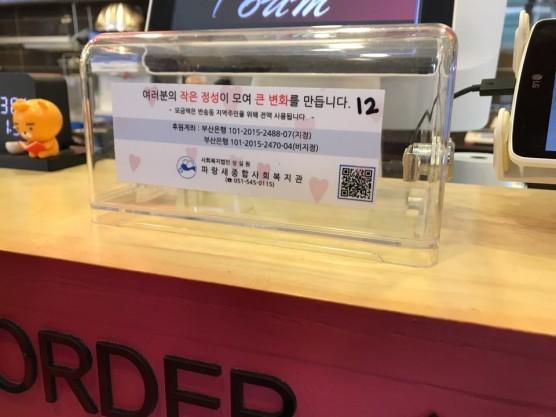 여러분의 작은 정성이 모여 큰 변화를 만듭니다. 12
- 모금액은 반송동 지역주민을 위해 전액 사용됩니다. -
후원계좌 : 부산은행 101-2015-2488-07(지정)
부산은행 101-2015-2470-04(비지정)
사회복지법인 상실원
파랑새종합사회복지관
(☎ 051-545-0115)
LG
ORDER